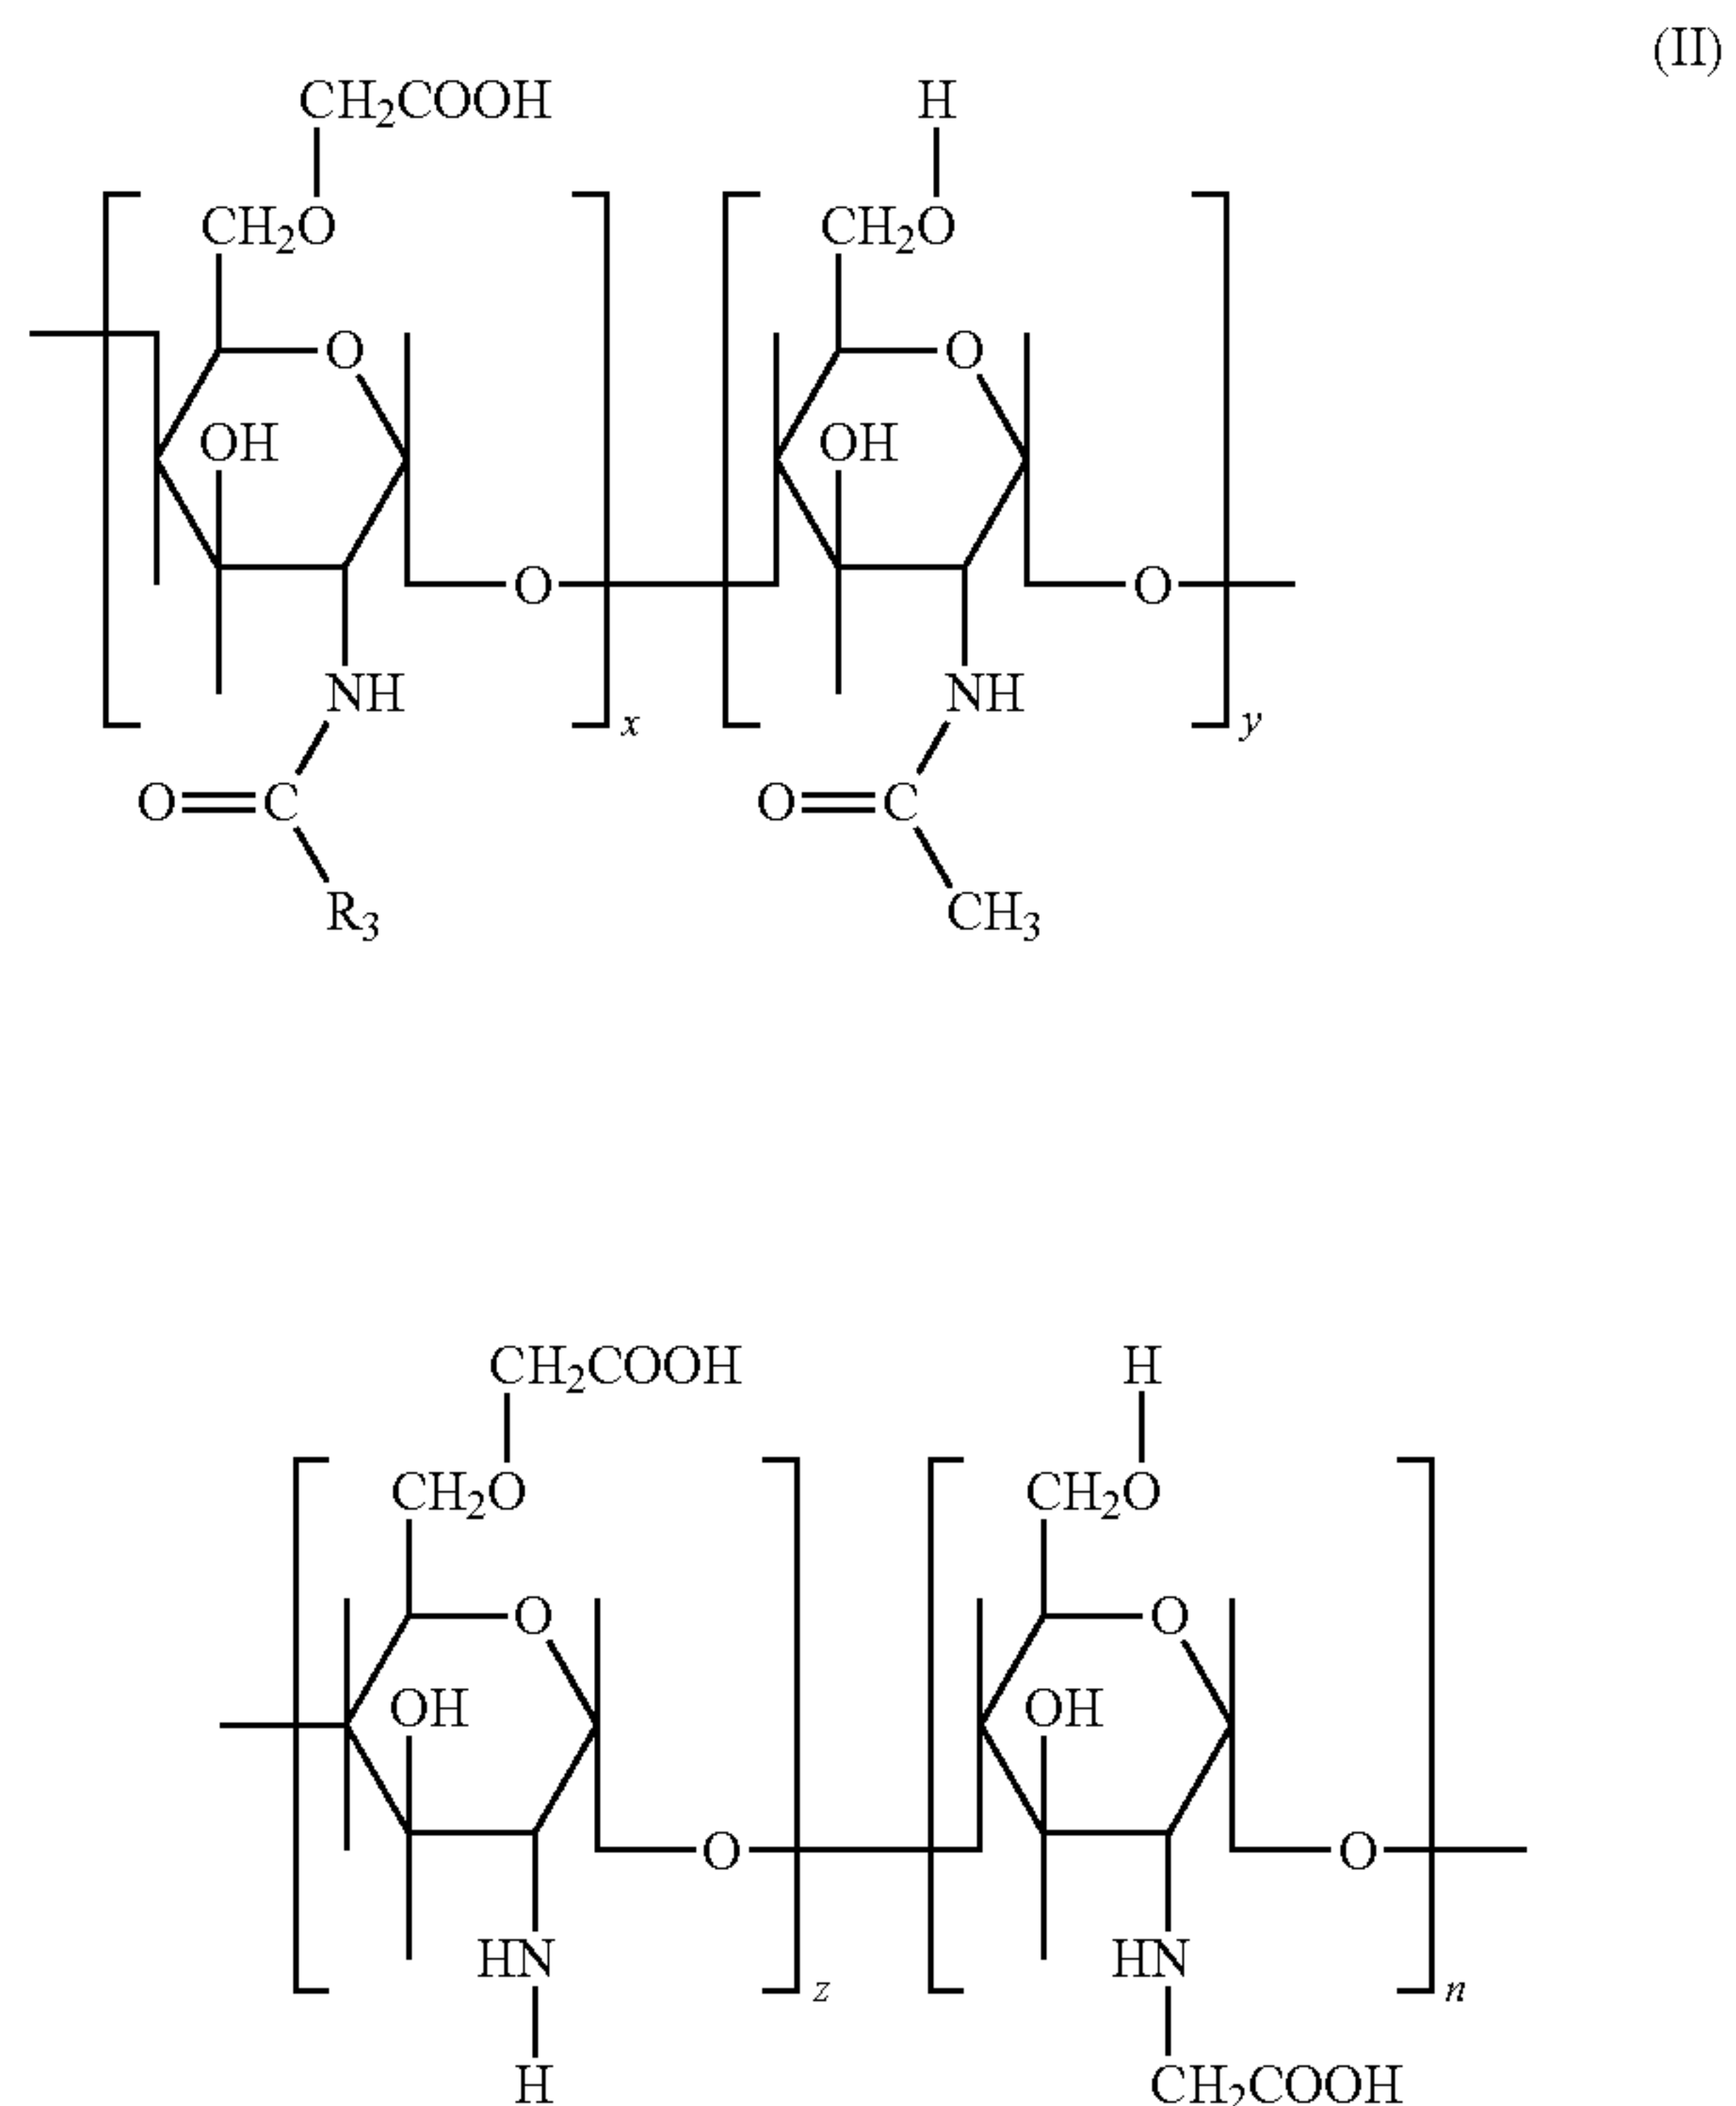 (II)
CH2COOH H
CH2O CH2O
O O
OH OH
O O
NH NH
x y
O C O C
R3 CH3
CH2COOH H
CH2O CH2O
O O
OH OH
O O
HN HN
z n
H CH2COOH